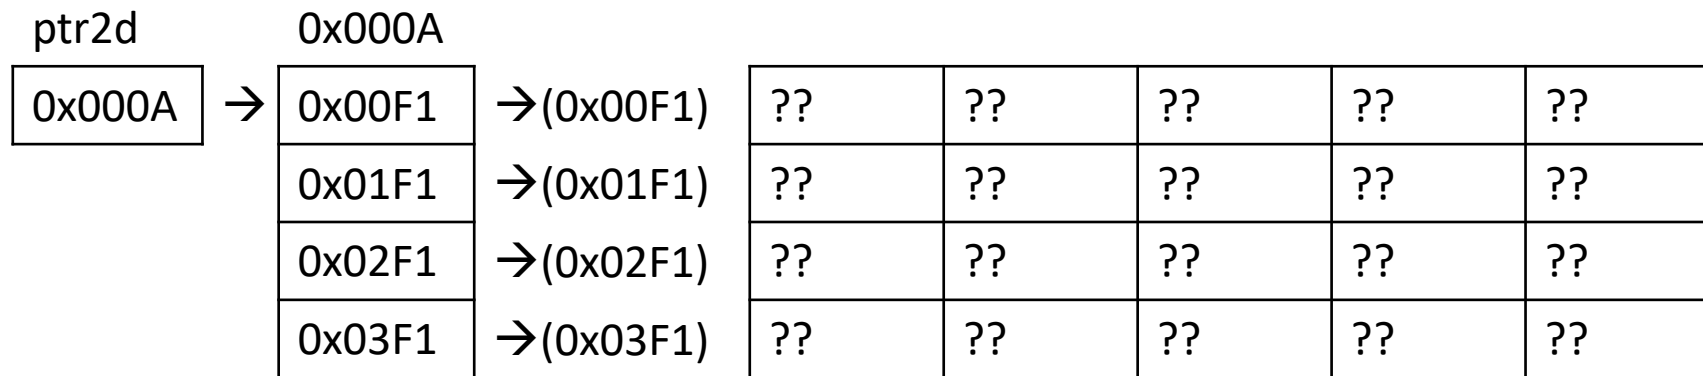 ptr2d 0x000A
0x000A → 0x00F1 →(0x00F1) ?? ?? ?? ?? ??
0x01F1 →(0x01F1) ?? ?? ?? ?? ??
0x02F1 →(0x02F1) ?? ?? ?? ?? ??
0x03F1 →(0x03F1) ?? ?? ?? ?? ??